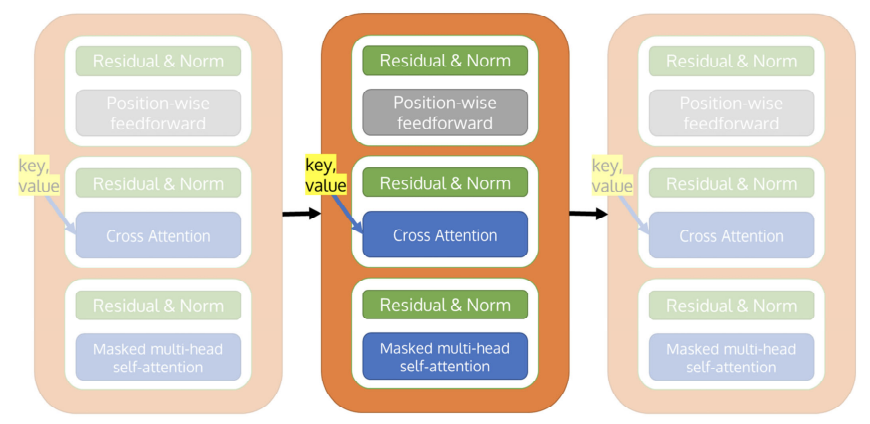 Residual & Norm
Position-wise
feedforward
key,
value
Residual & Norm
Cross Attention
Residual & Norm
Masked multi-head
self-attention
Residual & Norm
Position-wise
feedforward
key,
value
Residual & Norm
Cross Attention
Residual & Norm
Masked multi-head
self-attention
Residual & Norm
Position-wise
feedforward
key,
value
Residual & Norm
Cross Attention
Residual & Norm
Masked multi-head
self-attention